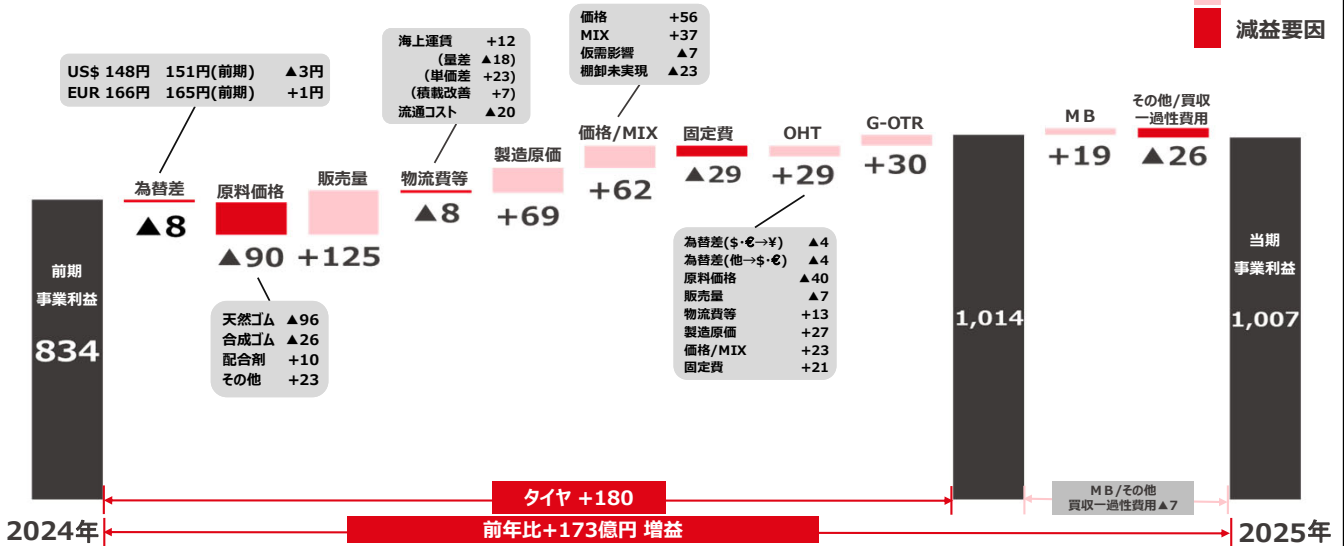 減益要因
US$ 148円 151円(前期) ▲3円
EUR 166円 165円(前期) +1円
海上運賃 +12
(量差 ▲18)
(単価差 +23)
(積載改善 +7)
流通コスト ▲20
価格 +56
MIX +37
仮需影響 ▲7
棚卸未実現 ▲23
前期
事業利益
834
為替差
▲8
原料価格
▲90
天然ゴム ▲96
合成ゴム ▲26
配合剤 +10
その他 +23
販売量
+125
物流費等
▲8
製造原価
+69
価格/MIX
+62
固定費
▲29
OHT
+29
為替差($・€→¥) ▲4
為替差(他→$・€) ▲4
原料価格 ▲40
販売量 ▲7
物流費等 +13
製造原価 +27
価格/MIX +23
固定費 +21
G-OTR
+30
1,014
MB
+19
その他/買収
一過性費用
▲26
当期
事業利益
1,007
タイヤ +180
MB/その他
買収一過性費用▲7
2024年
前年比+173億円 増益
2025年